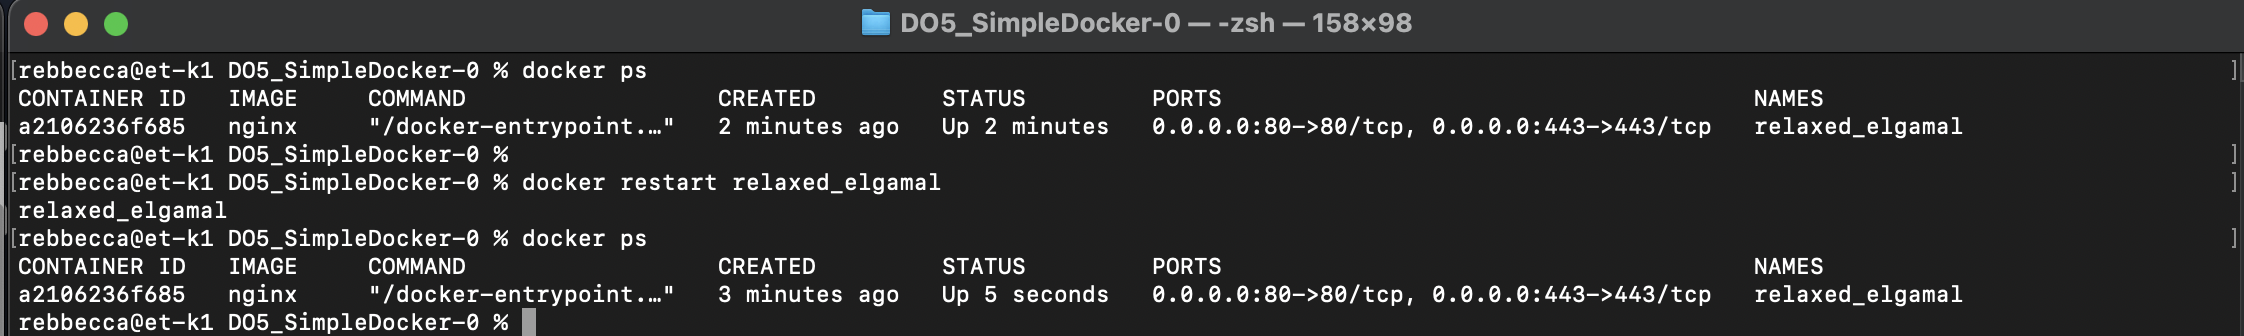 DO5_SimpleDocker-0 — -zsh — 158×98
[rebbecca@et-k1 DO5_SimpleDocker-0 % docker ps ]
CONTAINER ID   IMAGE     COMMAND                  CREATED         STATUS         PORTS                                      NAMES
a2106236f685   nginx     "/docker-entrypoint.…"   2 minutes ago   Up 2 minutes   0.0.0.0:80->80/tcp, 0.0.0.0:443->443/tcp   relaxed_elgamal
[rebbecca@et-k1 DO5_SimpleDocker-0 % ]
[rebbecca@et-k1 DO5_SimpleDocker-0 % docker restart relaxed_elgamal ]
relaxed_elgamal
[rebbecca@et-k1 DO5_SimpleDocker-0 % docker ps ]
CONTAINER ID   IMAGE     COMMAND                  CREATED         STATUS         PORTS                                      NAMES
a2106236f685   nginx     "/docker-entrypoint.…"   3 minutes ago   Up 5 seconds   0.0.0.0:80->80/tcp, 0.0.0.0:443->443/tcp   relaxed_elgamal
rebbecca@et-k1 DO5_SimpleDocker-0 %